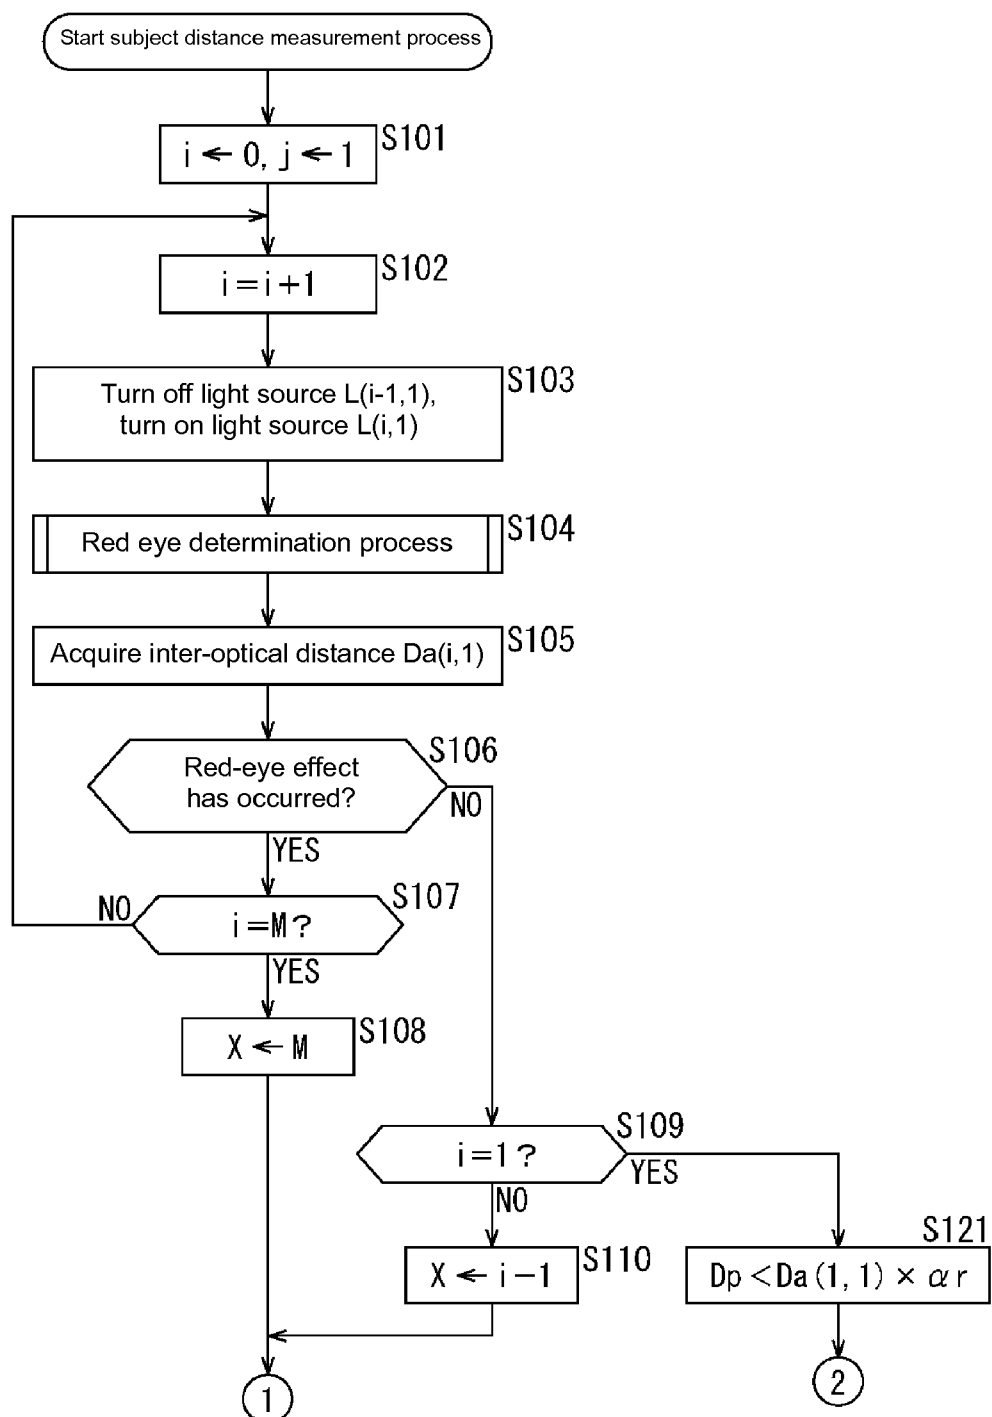 Start subject distance measurement process
S101
i ← 0, j ← 1
S102
i = i + 1
S103
Turn off light source L(i-1,1),
turn on light source L(i,1)
S104
Red eye determination process
S105
Acquire inter-optical distance Da(i,1)
S106
Red-eye effect
has occurred?
NO
YES
S107
NO
i = M ?
YES
S108
X ← M
S109
i = 1 ?
YES
NO
S110
X ← i − 1
S121
Dp < Da (1, 1) × α r
1
2